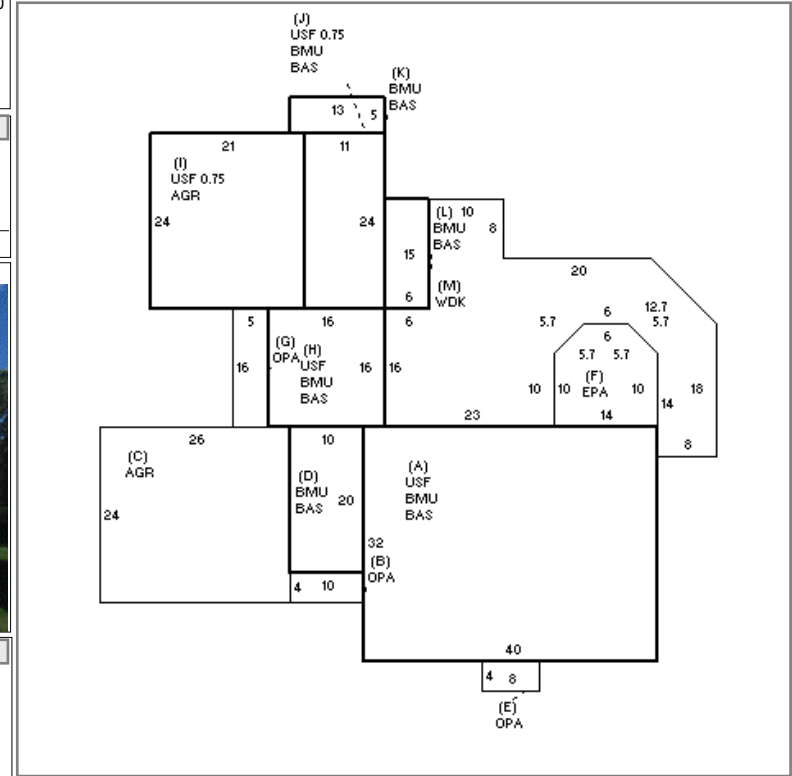 (J)
USF 0.75
BMU
BAS
(K)
BMU
BAS
13
5
21
11
(I)
USF 0.75
AGR
24
24
(L)
BMU
BAS
10
8
15
6
(M)
WDK
20
12.7
5
16
6
5.7
6
5.7
6
(G)
OPA
(H)
USF
BMU
BAS
16
16
16
5.7
5.7
(F)
EPA
10
10
10
18
14
14
23
8
26
(C)
AGR
10
(A)
USF
BMU
BAS
(D)
BMU
BAS
20
24
32
(B)
OPA
4
10
40
4
8
(E)
OPA